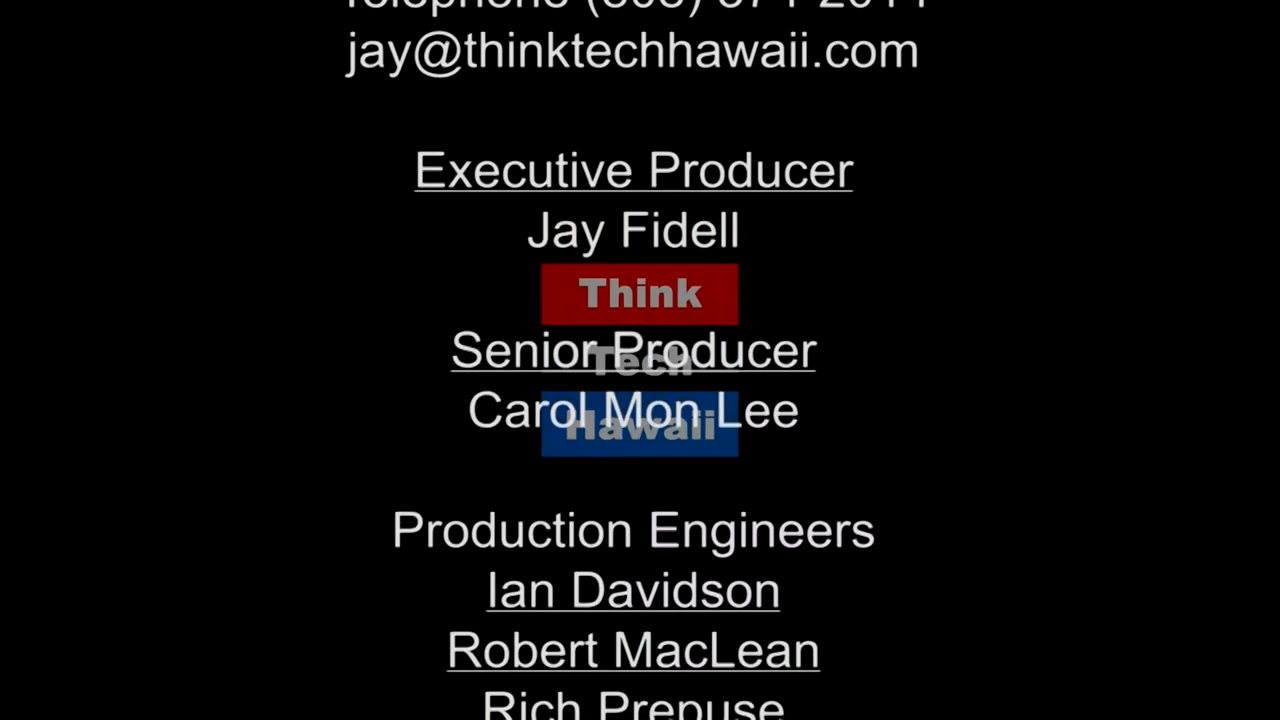 jay@thinktechhawaii.com
Executive Producer
Jay Fidell
Think
Senior Producer
Tech
Carol Mon Lee
Hawaii
Production Engineers
Ian Davidson
Robert MacLean
Rich Prepuse